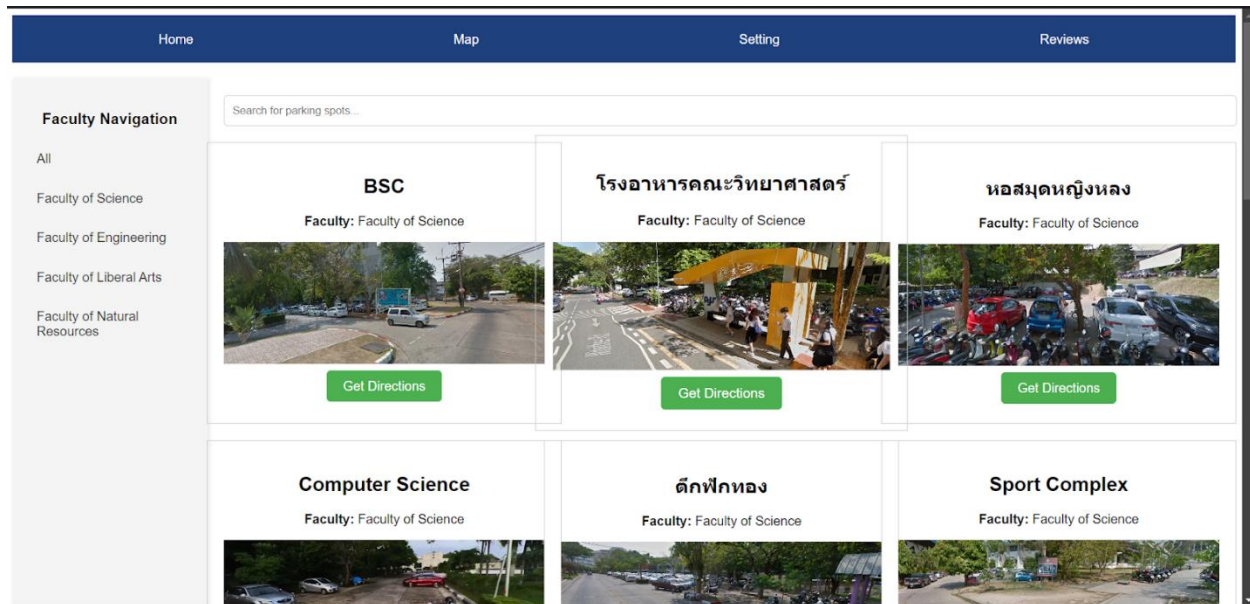 Home
Map
Setting
Reviews
Faculty Navigation
All
Faculty of Science
Faculty of Engineering
Faculty of Liberal Arts
Faculty of Natural
Resources
Search for parking spots...
BSC
Faculty: Faculty of Science
Get Directions
โรงอาหารคณะวิทยาศาสตร์
Faculty: Faculty of Science
Get Directions
หอสมุดหญิงหลง
Faculty: Faculty of Science
Get Directions
Computer Science
Faculty: Faculty of Science
ตึกฟักทอง
Faculty: Faculty of Science
Sport Complex
Faculty: Faculty of Science